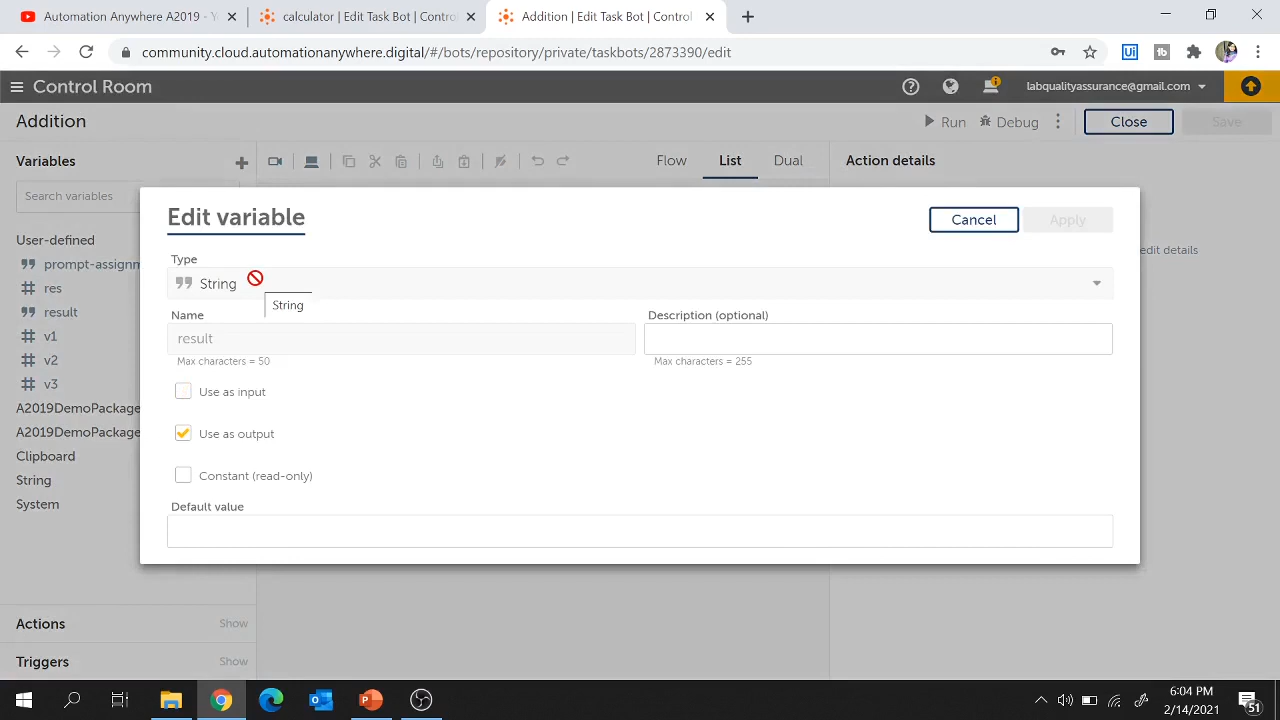 Automation Anywhere A2019 - Y
calculator | Edit Task Bot | Contro
Addition | Edit Task Bot | Control
community.cloud.automationanywhere.digital/#/bots/repository/private/taskbots/2873390/edit
Control Room
labqualityassurance@gmail.com
Addition
Run
Debug
Close
Save
Variables
Flow
List
Dual
Action details
Search variables
Edit variable
Cancel
Apply
edit details
User-defined
prompt-assignm
res
result
v1
v2
v3
A2019DemoPackage
A2019DemoPackage
Clipboard
String
System
Type
String
String
Name
Description (optional)
result
Max characters = 50
Max characters = 255
Use as input
Use as output
Constant (read-only)
Default value
Actions
Show
Triggers
Show
6:04 PM
2/14/2021
51